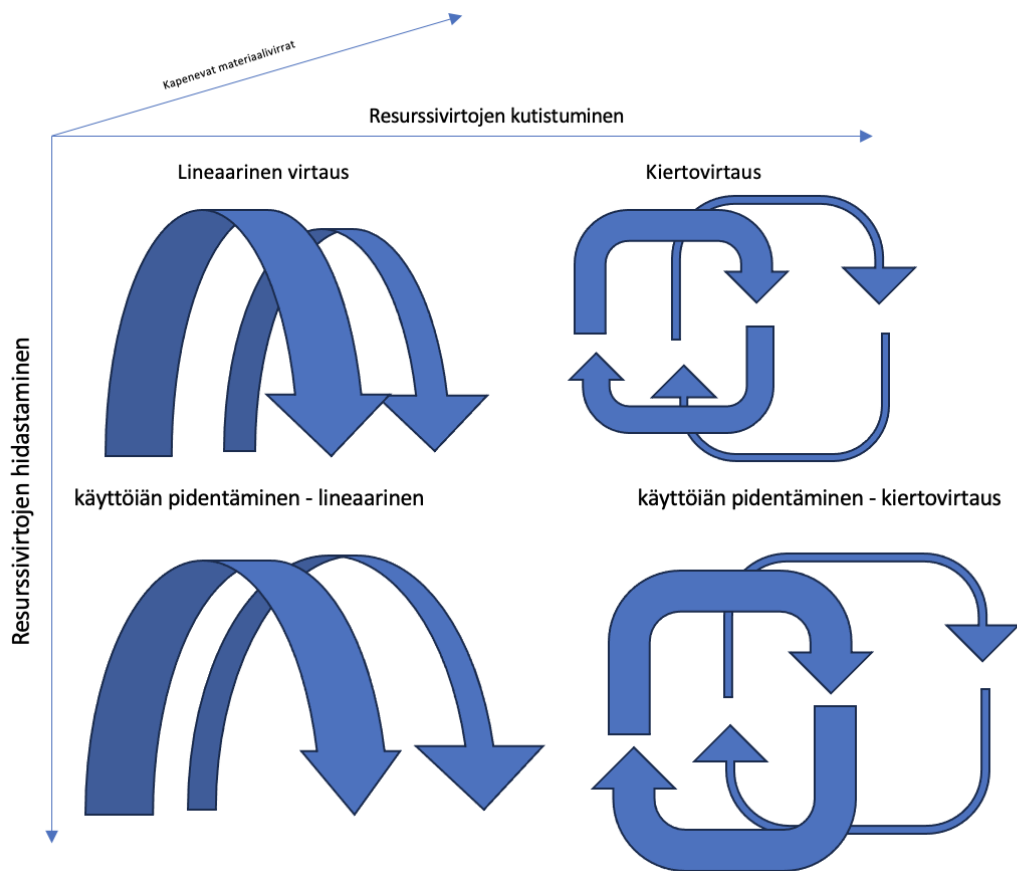 Kapenevat materiaalivirrat
Resurssivirtojen kutistuminen
Lineaarinen virtaus
Kiertovirtaus
Resurssivirtojen hidastaminen
käyttöiän pidentäminen - lineaarinen
käyttöiän pidentäminen - kiertovirtaus